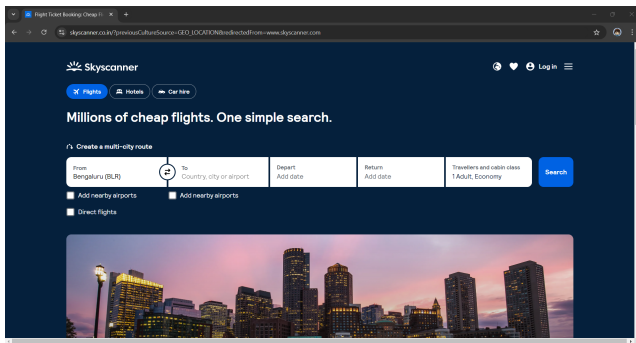 Flight Ticket Booking: Cheap Fl
skyscanner.co.in/?previousCultureSource=GEO_LOCATION&redirectedFrom=www.skyscanner.com
Skyscanner
Log in
Flights
Hotels
Car hire
Millions of cheap flights. One simple search.
Create a multi-city route
From
Bengaluru (BLR)
To
Country, city or airport
Depart
Add date
Return
Add date
Travellers and cabin class
1 Adult, Economy
Search
Add nearby airports
Add nearby airports
Direct flights